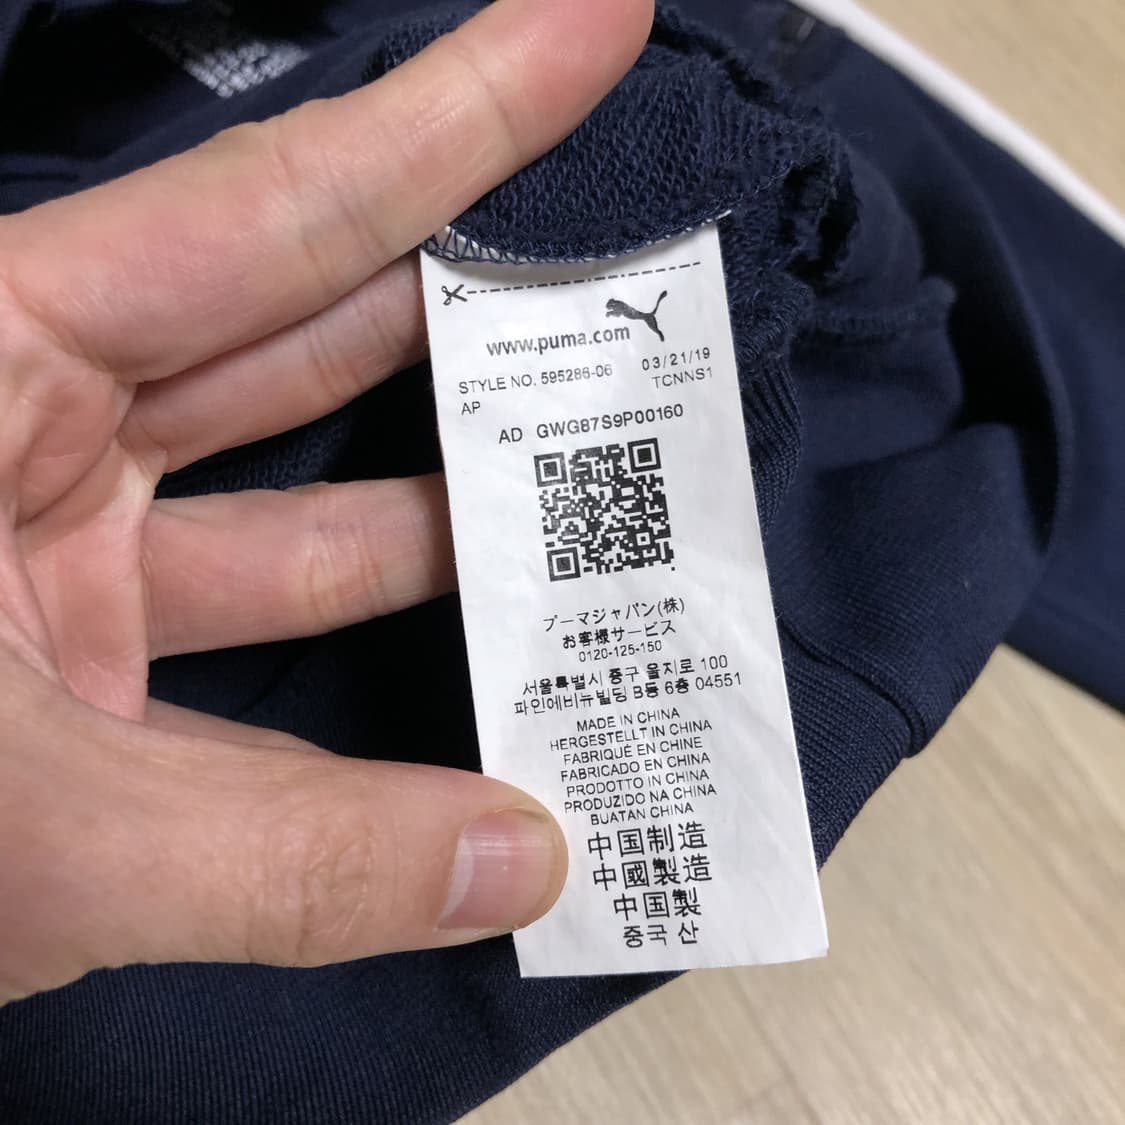 www.puma.com
STYLE NO. 595286-06 03/21/19
AP TCNNS1
AD GWG87S9P00160
プーマジャパン(株)
お客様サービス
0120-125-150
서울특별시 중구 을지로 100
파인에비뉴빌딩 B동 6층 04551
MADE IN CHINA
HERGESTELLT IN CHINA
FABRIQUÉ EN CHINE
FABRICADO EN CHINA
PRODOTTO IN CHINA
PRODUZIDO NA CHINA
BUATAN CHINA
中国制造
中國製造
中国製
중국 산